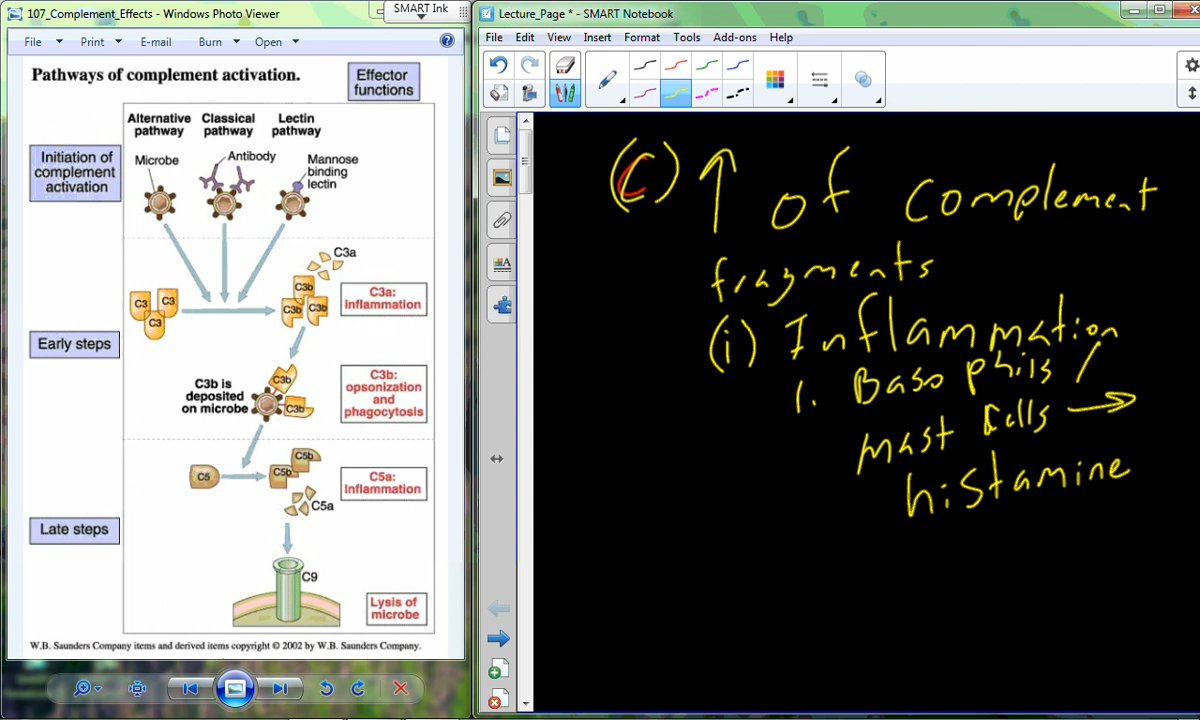 107_Complement_Effects - Windows Photo Viewer
SMART Ink
File Print E-mail Burn Open
Pathways of complement activation.
Effector
functions
Alternative
pathway
Classical
pathway
Lectin
pathway
Initiation of
complement
activation
Microbe
Antibody
Mannose
binding
lectin
C3a
C3 C3
C3
C3b
C3b C3b
C3a:
Inflammation
Early steps
C3b is
deposited
on microbe
C3b
C3b
C3b:
opsonization
and
phagocytosis
C5
C5b
C5b
C5a
C5a:
Inflammation
Late steps
C9
Lysis of
microbe
W.B. Saunders Company items and derived items copyright © 2002 by W.B. Saunders Company.
Lecture_Page * - SMART Notebook
File Edit View Insert Format Tools Add-ons Help
(C) ↑ of complement
fragments
(i) Inflammation
1. Basophils /
mast cells →
histamine